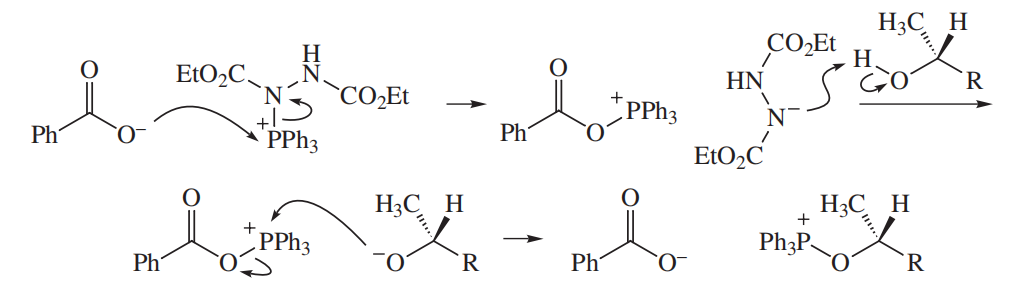 O Ph O−
EtO2C N H N CO2Et + PPh3
O Ph O + PPh3
CO2Et HN N− EtO2C
H3C H H O R
O Ph O + PPh3
H3C H −O R
O Ph O−
+ Ph3P O H3C H R